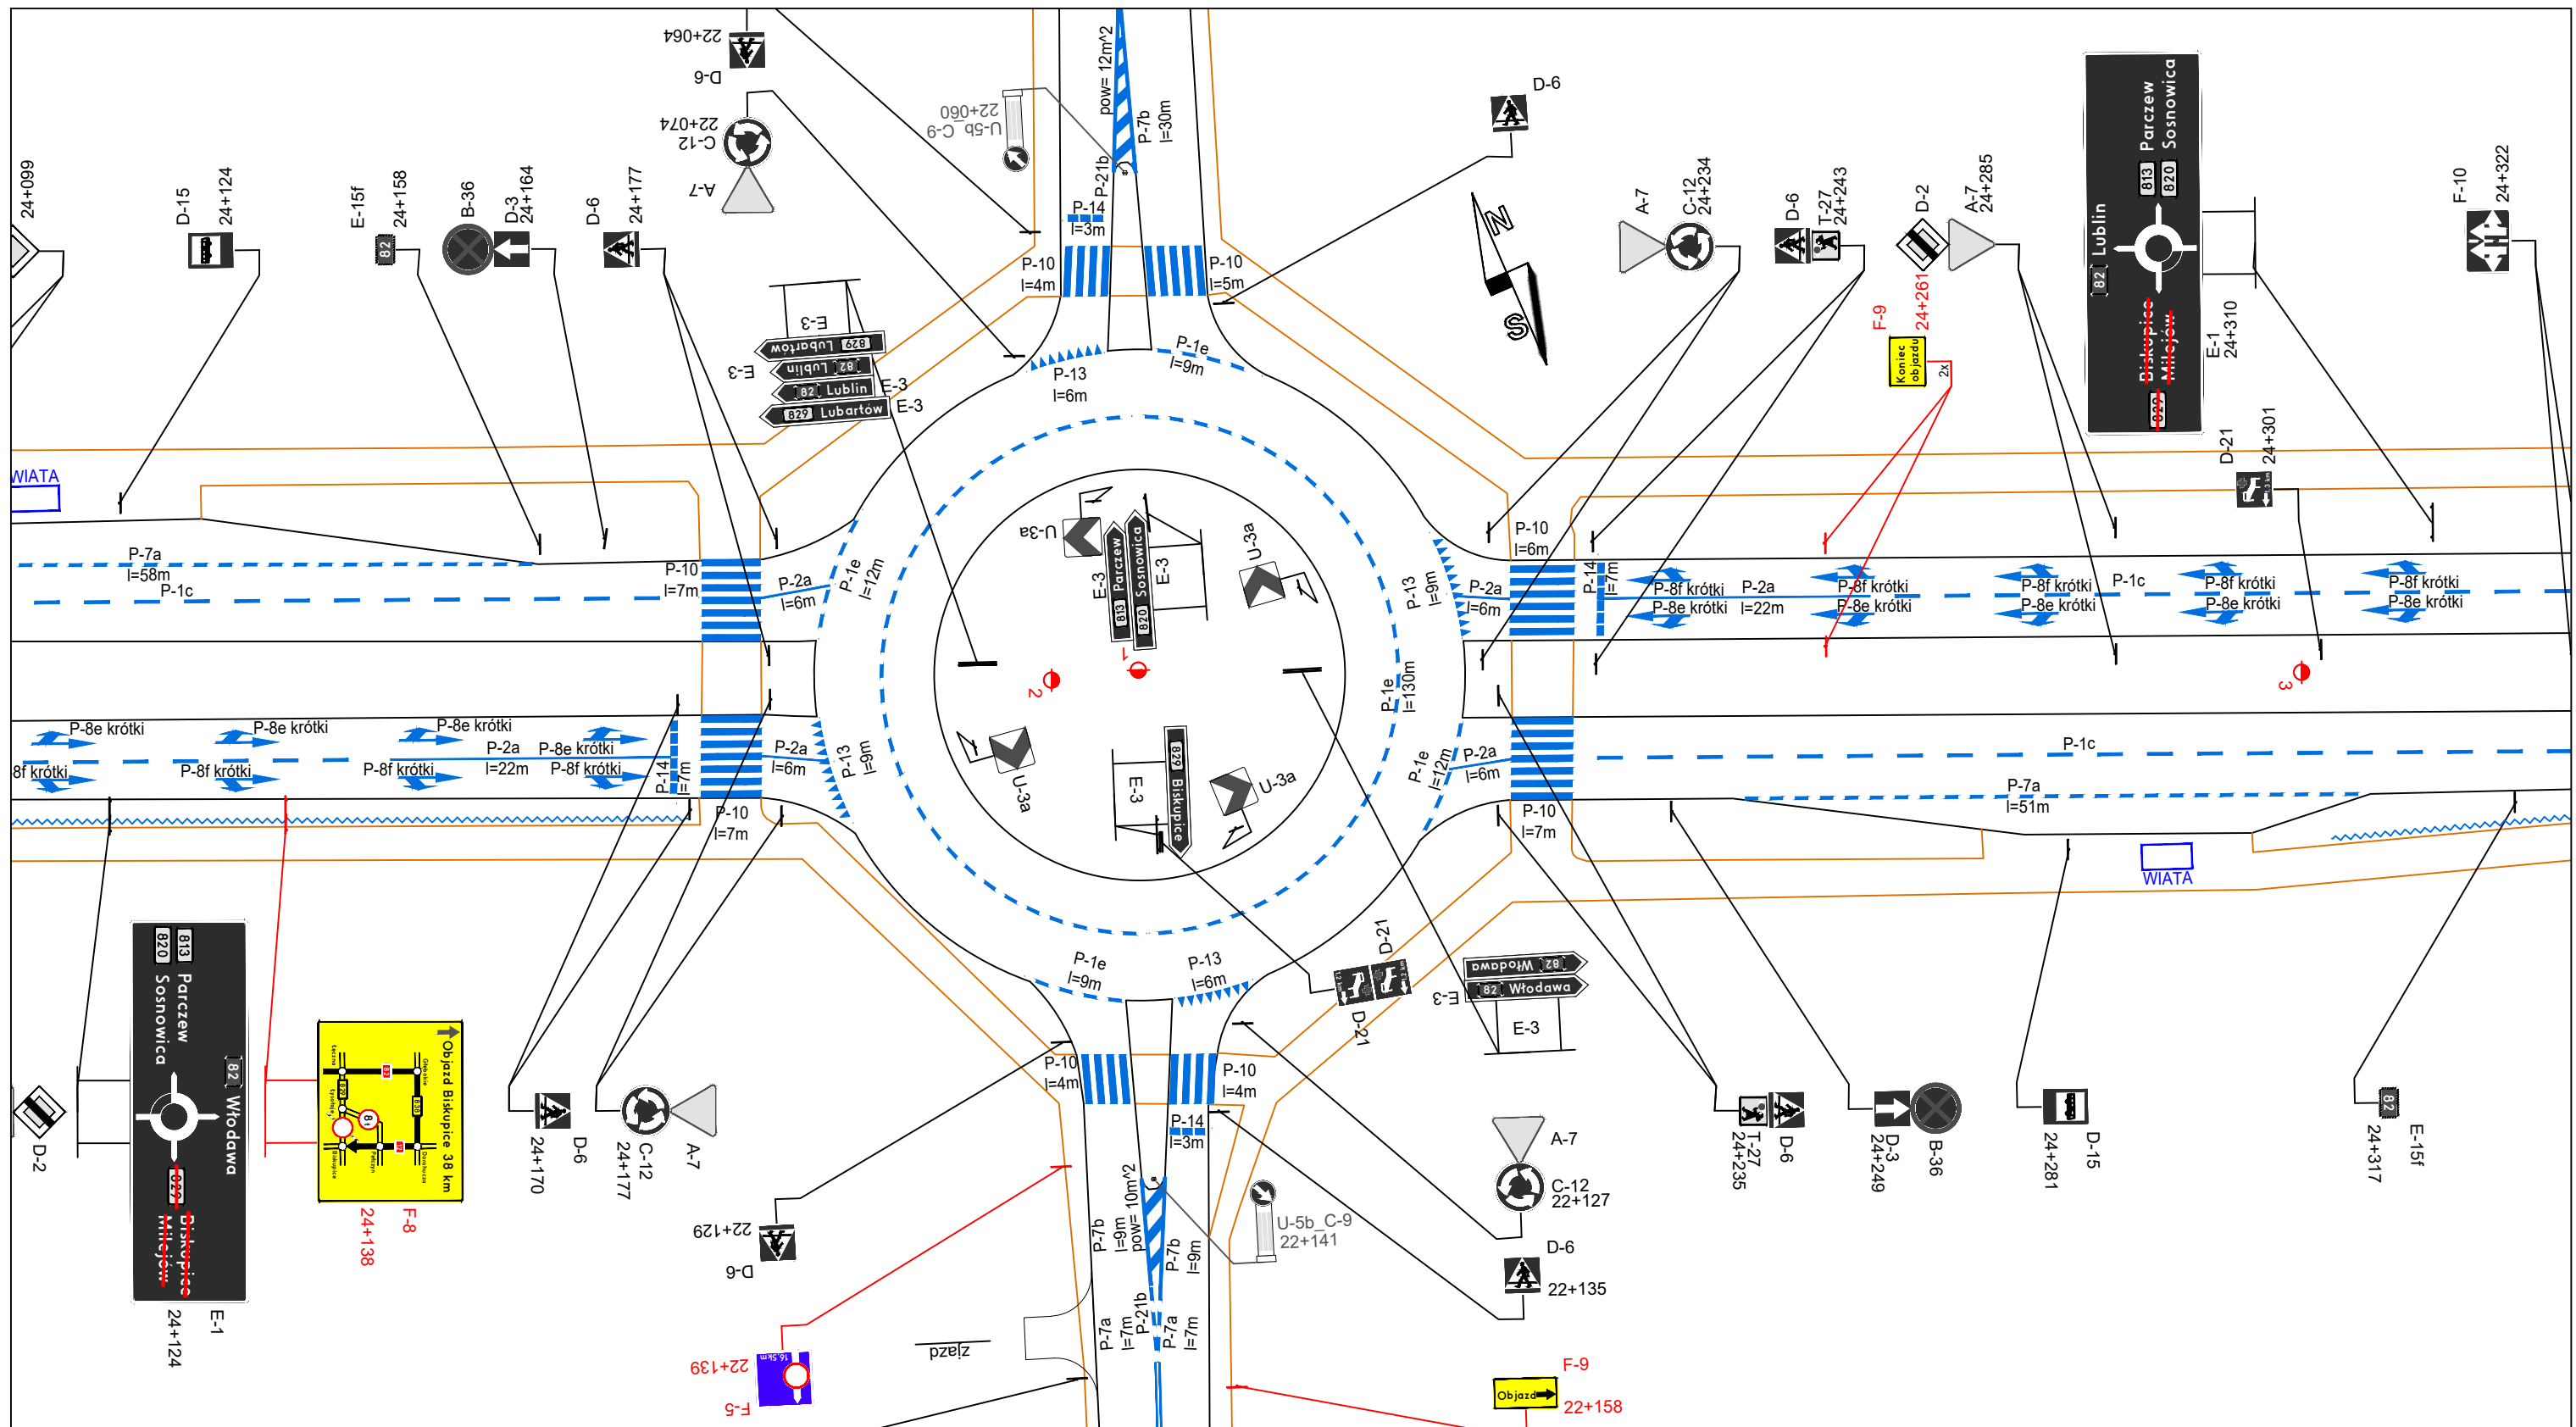 24+099
D-15
24+124
E-15f
24+158
82
B-36
D-3
24+164
D-6
24+177
22+064
D-6
22+074
C-12
A-7
22+060
U-5b_C-9
pow= 12m^2
P-7b
l=30m
P-21b
P-14
l=3m
P-10
l=4m
P-10
l=5m
D-6
N
S
A-7
C-12
24+234
D-6
T-27
24+243
D-2
A-7
24+285
F-9
24+261
Koniec
objazdu
2x
82 Lublin
813 Parczew
820 Sosnowica
829 Biskupice
Milejów
E-1
24+310
D-21
24+301
F-10
24+322
E-3
829 Lubartów
82 Lublin
E-3
82 Lublin
E-3
829 Lubartów
E-3
P-13
l=6m
P-1e
l=9m
WIATA
P-7a
l=58m
P-1c
P-10
l=7m
P-2a
l=6m
P-1e
l=12m
U-3a
E-3
813 Parczew
820 Sosnowica
E-3
U-3a
1
2
3
P-1e
l=130m
P-13
l=9m
P-2a
l=6m
P-10
l=6m
P-14
l=7m
P-8f krótki
P-8e krótki
P-2a
l=22m
P-8f krótki
P-8e krótki
P-8f krótki
P-8e krótki
P-1c
P-8f krótki
P-8e krótki
P-8f krótki
P-8e krótki
P-8e krótki
8f krótki
P-8e krótki
P-8f krótki
P-8e krótki
P-8f krótki
P-2a
l=22m
P-8e krótki
P-8f krótki
P-14
l=7m
P-10
l=7m
P-2a
l=6m
P-13
l=9m
U-3a
E-3
829 Biskupice
U-3a
P-1e
l=12m
P-2a
l=6m
P-10
l=7m
P-1c
P-7a
l=51m
WIATA
P-1e
l=9m
P-13
l=6m
D-21
D-21
E-3
82 Włodawa
82 Włodawa
E-3
D-2
820 Sosnowica
813 Parczew
82 Włodawa
829 Biskupice
Milejów
E-1
24+124
Objazd Biskupice 38 km
F-8
24+138
D-6
24+170
C-12
24+177
A-7
P-10
l=4m
P-10
l=4m
P-14
l=3m
22+129
D-6
P-7b
l=9m
pow= 10m^2
P-7b
l=9m
P-21b
P-7a
l=7m
P-7a
l=7m
U-5b_C-9
22+141
A-7
C-12
22+127
D-6
22+135
T-27
24+235
D-6
D-3
24+249
B-36
D-15
24+281
82
E-15f
24+317
22+139
F-5
16.5km
zjazd
F-9
Objazd
22+158